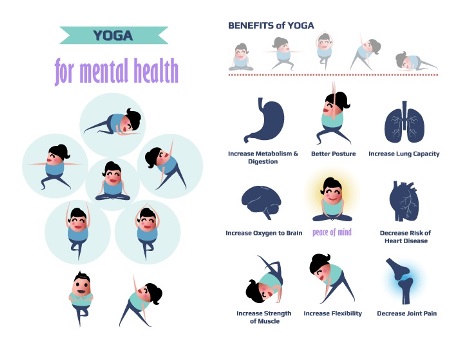 YOGA
for mental health
BENEFITS of YOGA
Increase Metabolism &
Digestion
Better Posture
Increase Lung Capacity
Increase Oxygen to Brain
peace of mind
Decrease Risk of
Heart Disease
Increase Strength
of Muscle
Increase Flexibility
Decrease Joint Pain